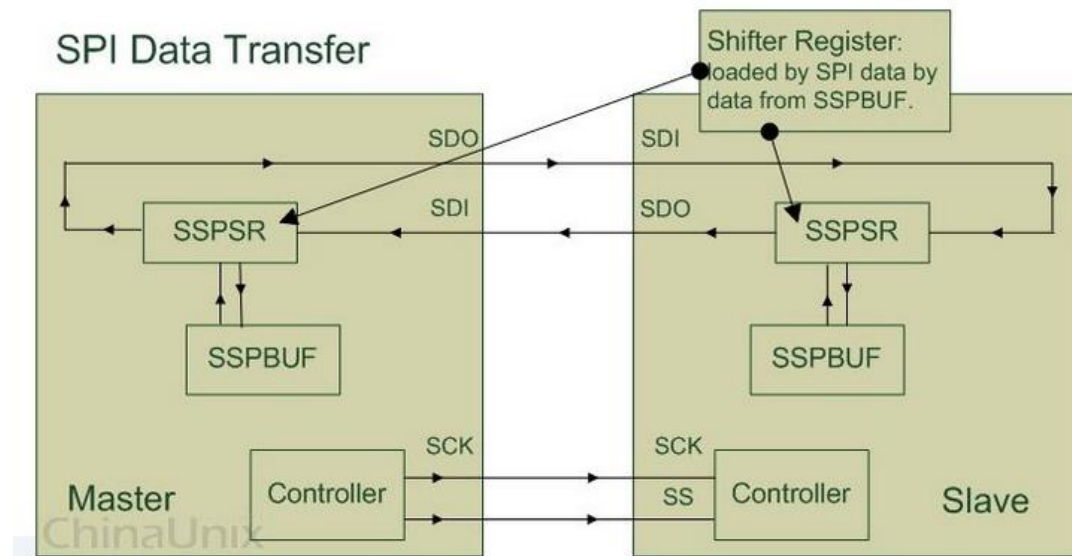 SPI Data Transfer
Shifter Register:
loaded by SPI data by
data from SSPBUF.
SDO
SDI
SDI
SDO
SSPSR
SSPSR
SSPBUF
SSPBUF
SCK
SCK
SS
Controller
Controller
Master
Slave
ChinaUnix